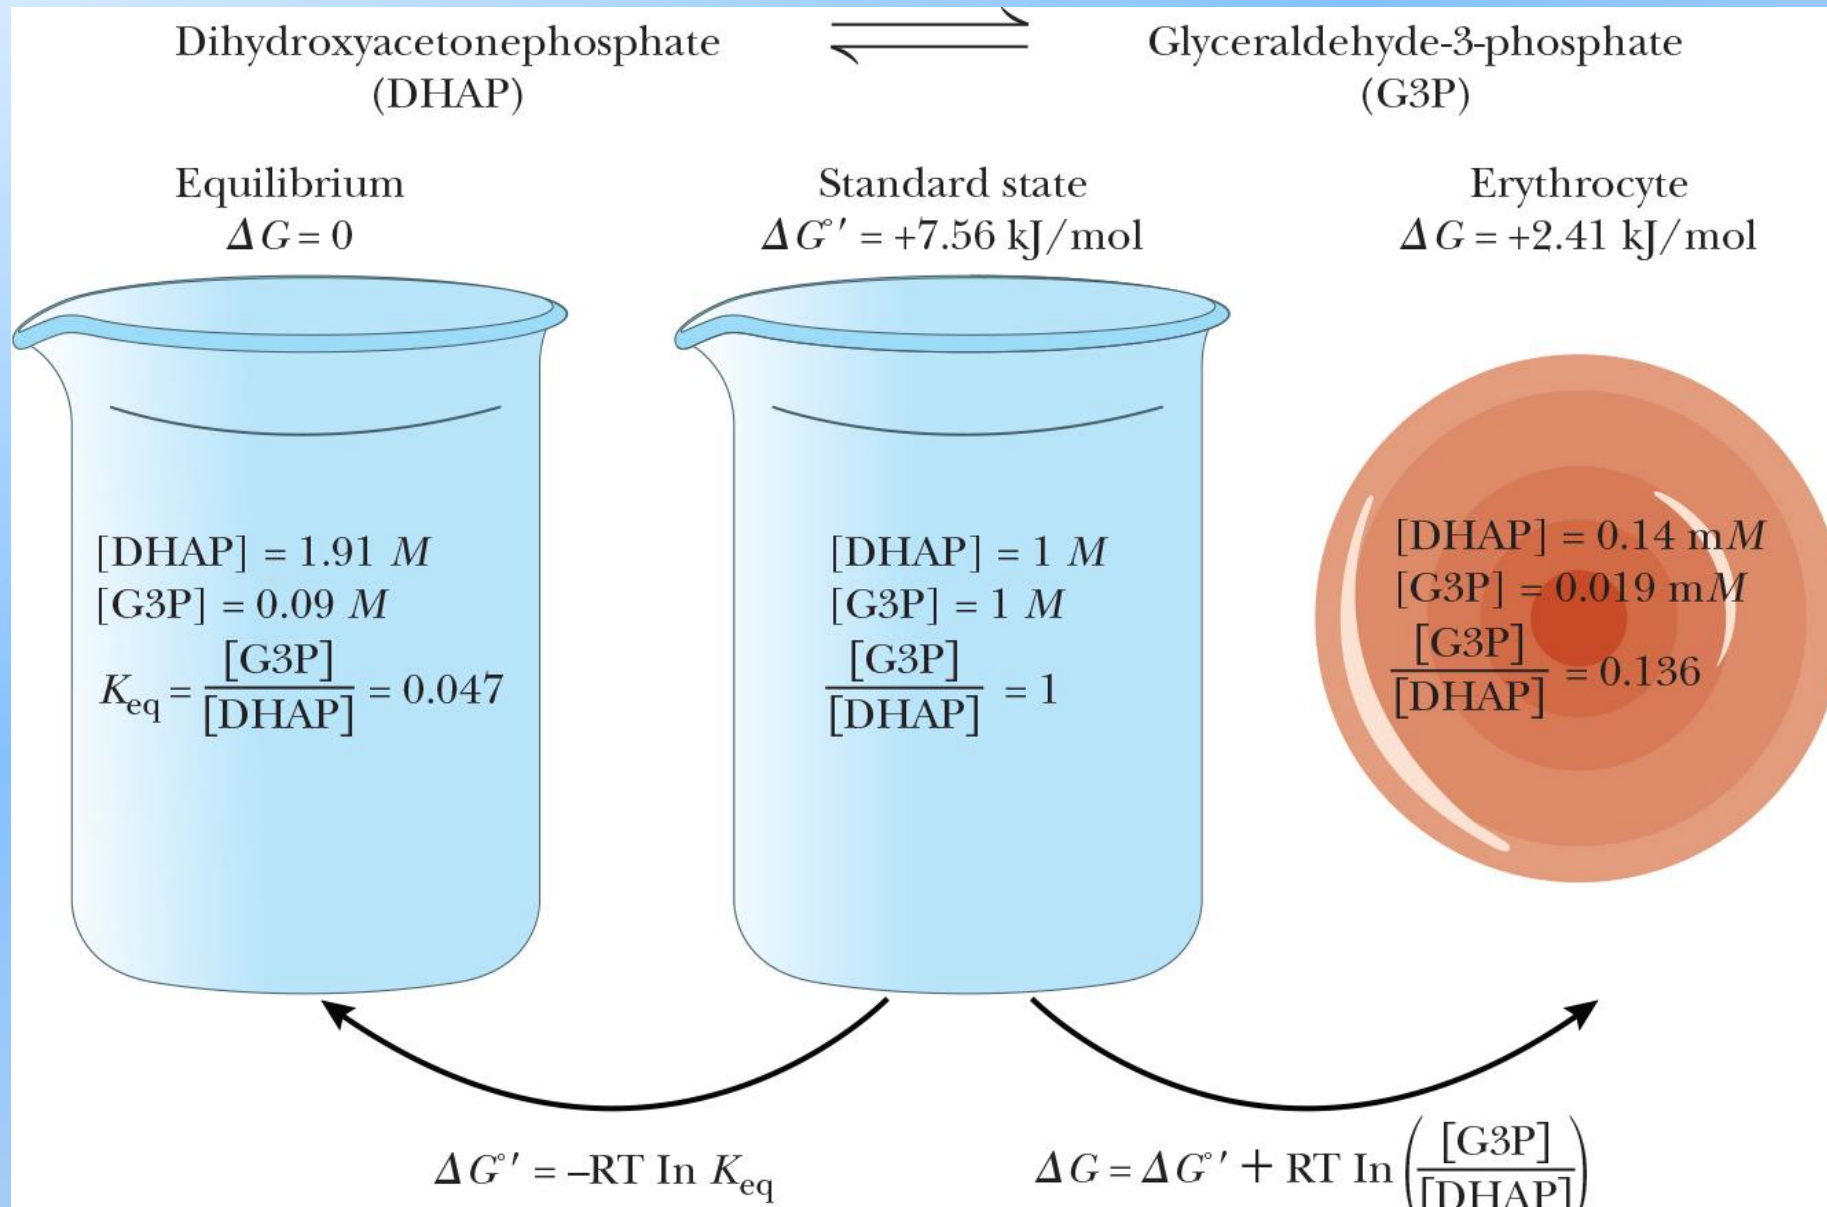 Dihydroxyacetonephosphate
(DHAP)
Glyceraldehyde-3-phosphate
(G3P)
Equilibrium
ΔG = 0
Standard state
ΔG°′ = +7.56 kJ/mol
Erythrocyte
ΔG = +2.41 kJ/mol
[DHAP] = 1.91 M
[G3P] = 0.09 M
Keq = [G3P]/[DHAP] = 0.047
[DHAP] = 1 M
[G3P] = 1 M
[G3P]/[DHAP] = 1
[DHAP] = 0.14 mM
[G3P] = 0.019 mM
[G3P]/[DHAP] = 0.136
ΔG°′ = –RT In Keq
ΔG = ΔG°′ + RT In ([G3P]/[DHAP])